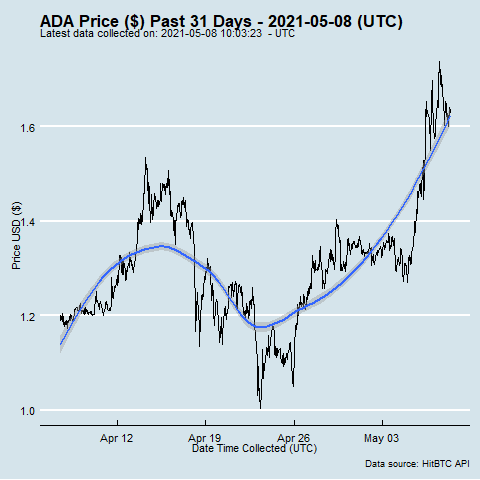 ADA Price ($) Past 31 Days - 2021-05-08 (UTC)
Latest data collected on: 2021-05-08 10:03:23 - UTC
1.6
1.4
1.2
1.0
Price USD ($)
Apr 12
Apr 19
Apr 26
May 03
Date Time Collected (UTC)
Data source: HitBTC API